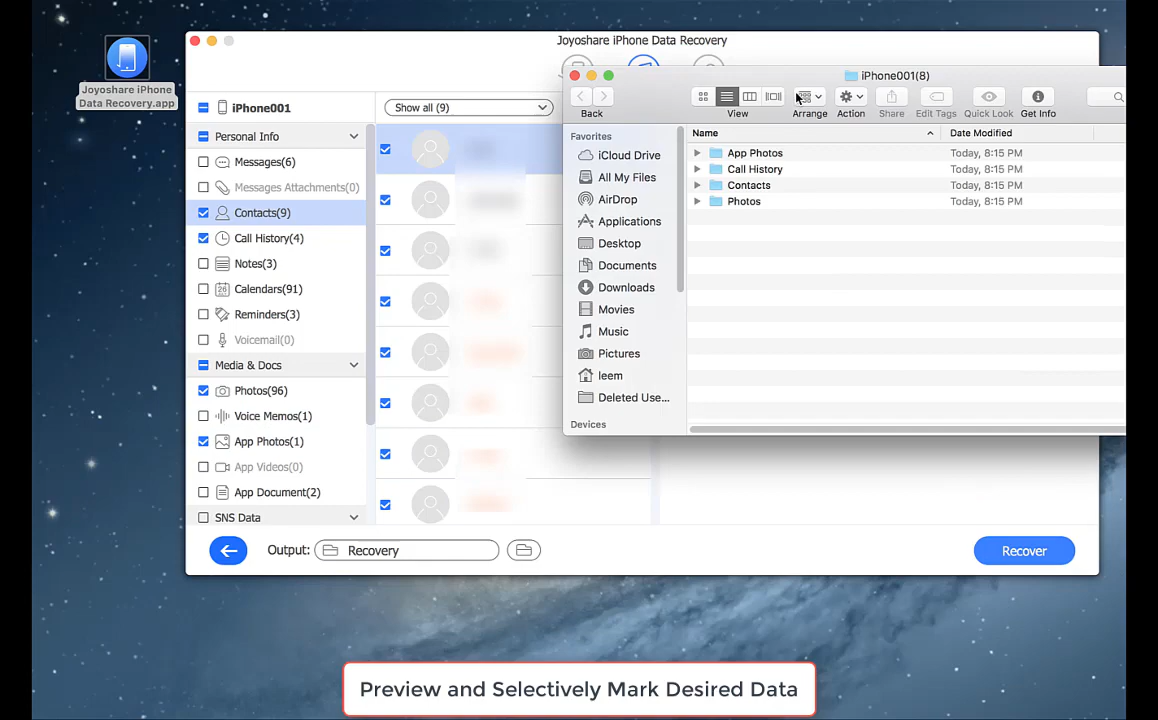 Joyoshare iPhone
Data Recovery.app
Joyoshare iPhone Data Recovery
iPhone001
Show all (9)
Personal Info
Messages(6)
Messages Attachments(0)
Contacts(9)
Call History(4)
Notes(3)
Calendars(91)
26
Reminders(3)
Voicemail(0)
Media & Docs
Photos(96)
Voice Memos(1)
App Photos(1)
App Videos(0)
App Document(2)
SNS Data
Output:
Recovery
Recover
iPhone001(8)
Back
View
Arrange
Action
Share
Edit Tags
Quick Look
Get Info
Favorites
iCloud Drive
All My Files
AirDrop
Applications
Desktop
Documents
Downloads
Movies
Music
Pictures
leem
Deleted Use...
Devices
Name Date Modified
App Photos Today, 8:15 PM
Call History Today, 8:15 PM
Contacts Today, 8:15 PM
Photos Today, 8:15 PM
Preview and Selectively Mark Desired Data